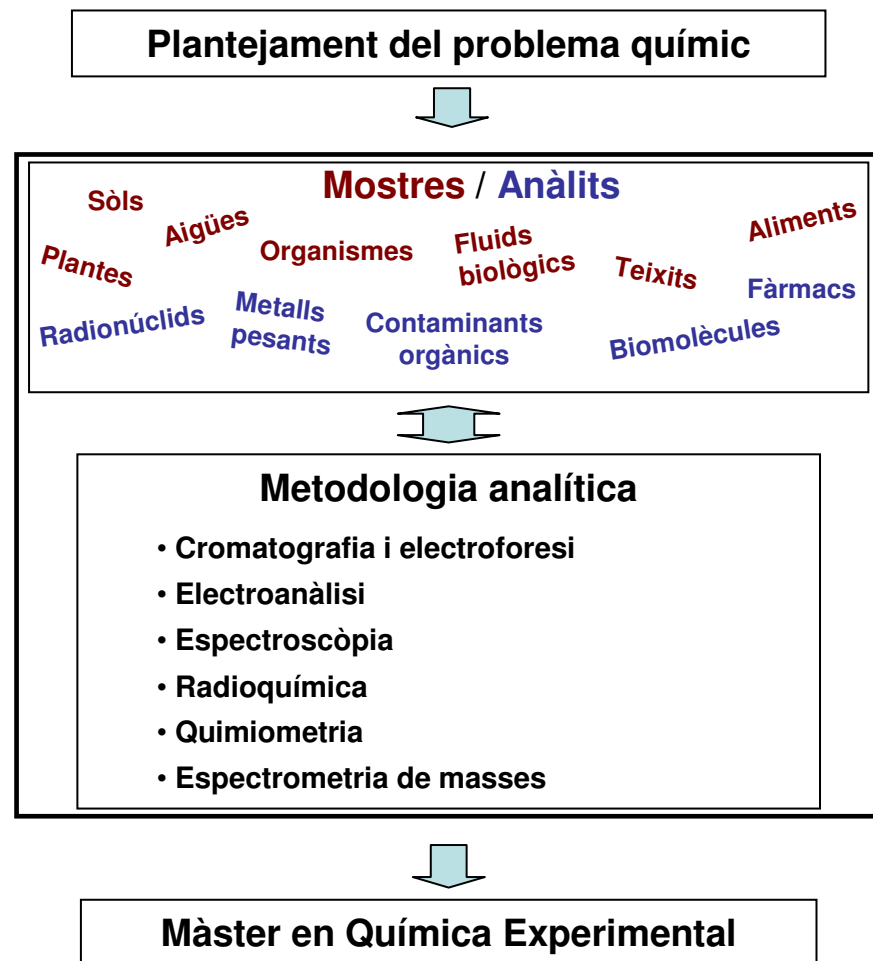 Plantejament del problema químic
Mostres / Anàlits
Sòls
Aigües
Plantes
Organismes
Fluids
biològics
Teixits
Aliments
Radionúclids
Metalls
pesants
Contaminants
orgànics
Biomolècules
Fàrmacs
Metodologia analítica
• Cromatografia i electroforesi
• Electroanàlisi
• Espectroscòpia
• Radioquímica
• Quimiometria
• Espectrometria de masses
Màster en Química Experimental